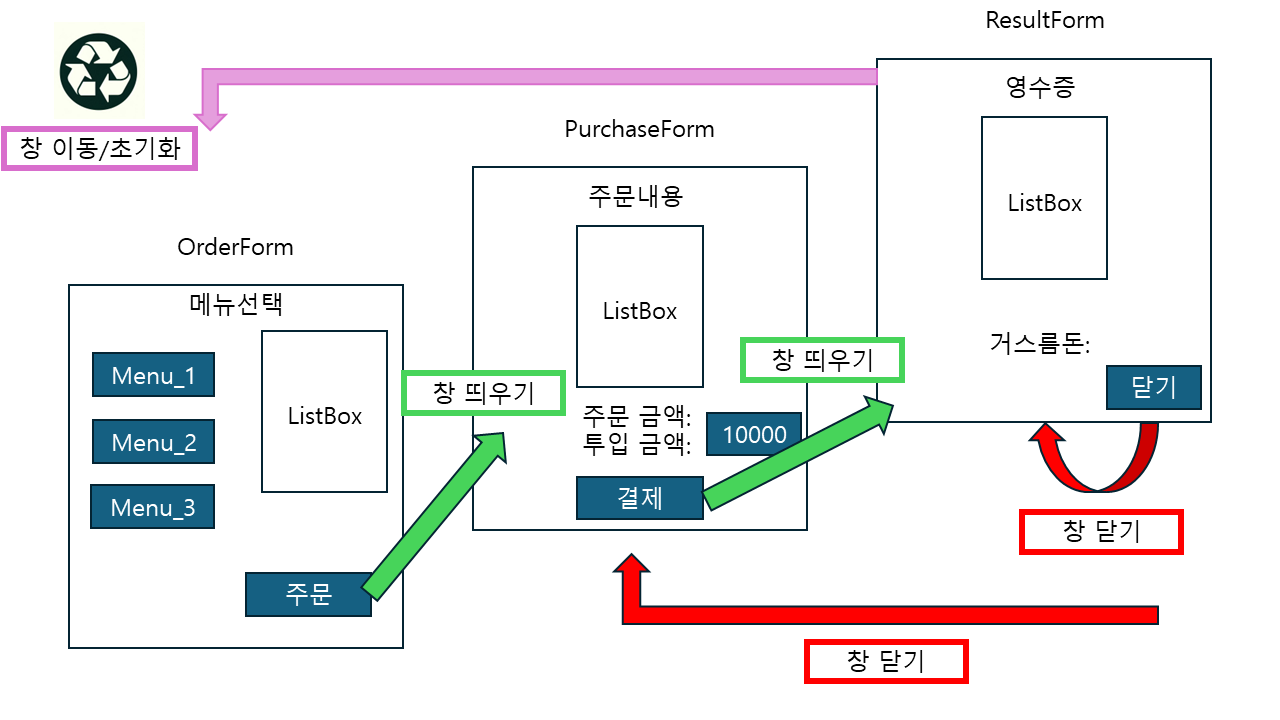 ResultForm
영수증
ListBox
거스름돈:
닫기
창 이동/초기화
PurchaseForm
주문내용
ListBox
주문 금액:
투입 금액:
10000
결제
OrderForm
메뉴선택
Menu_1
Menu_2
Menu_3
ListBox
주문
창 띄우기
창 띄우기
창 닫기
창 닫기